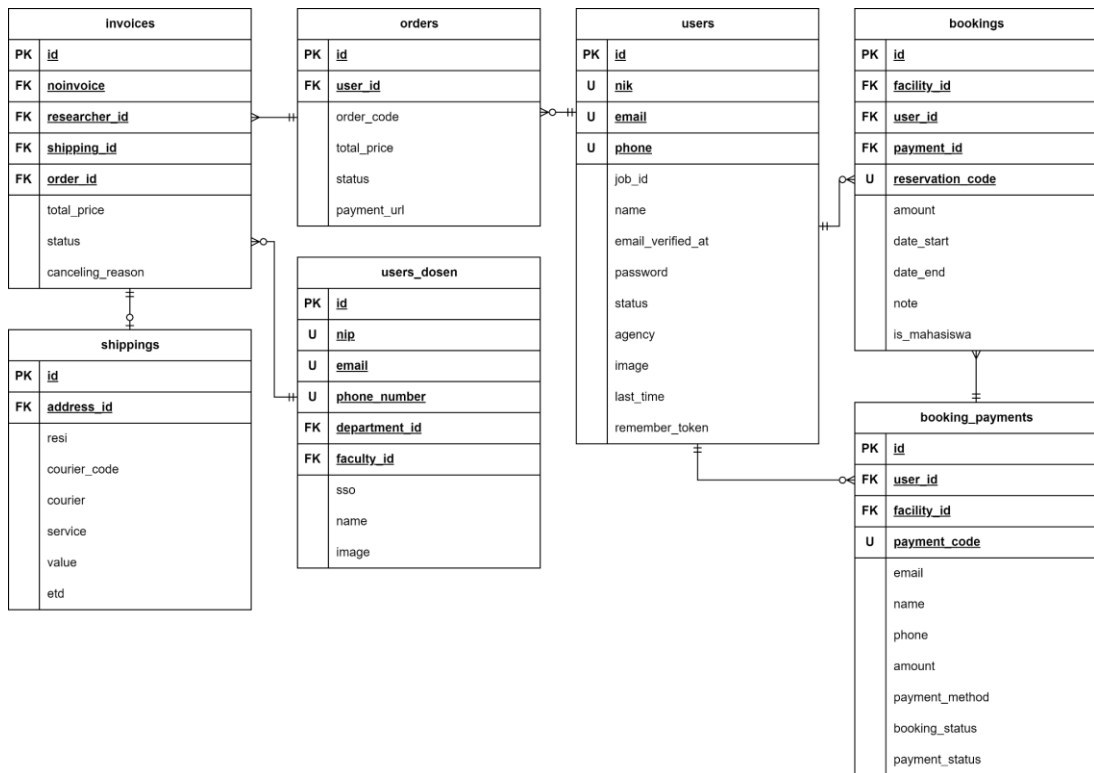 invoices
PK id
FK noinvoice
FK researcher_id
FK shipping_id
FK order_id
total_price
status
canceling_reason
shippings
PK id
FK address_id
resi
courier_code
courier
service
value
etd
orders
PK id
FK user_id
order_code
total_price
status
payment_url
users_dosen
PK id
U nip
U email
U phone_number
FK department_id
FK faculty_id
sso
name
image
users
PK id
U nik
U email
U phone
job_id
name
email_verified_at
password
status
agency
image
last_time
remember_token
bookings
PK id
FK facility_id
FK user_id
FK payment_id
U reservation_code
amount
date_start
date_end
note
is_mahasiswa
booking_payments
PK id
FK user_id
FK facility_id
U payment_code
email
name
phone
amount
payment_method
booking_status
payment_status